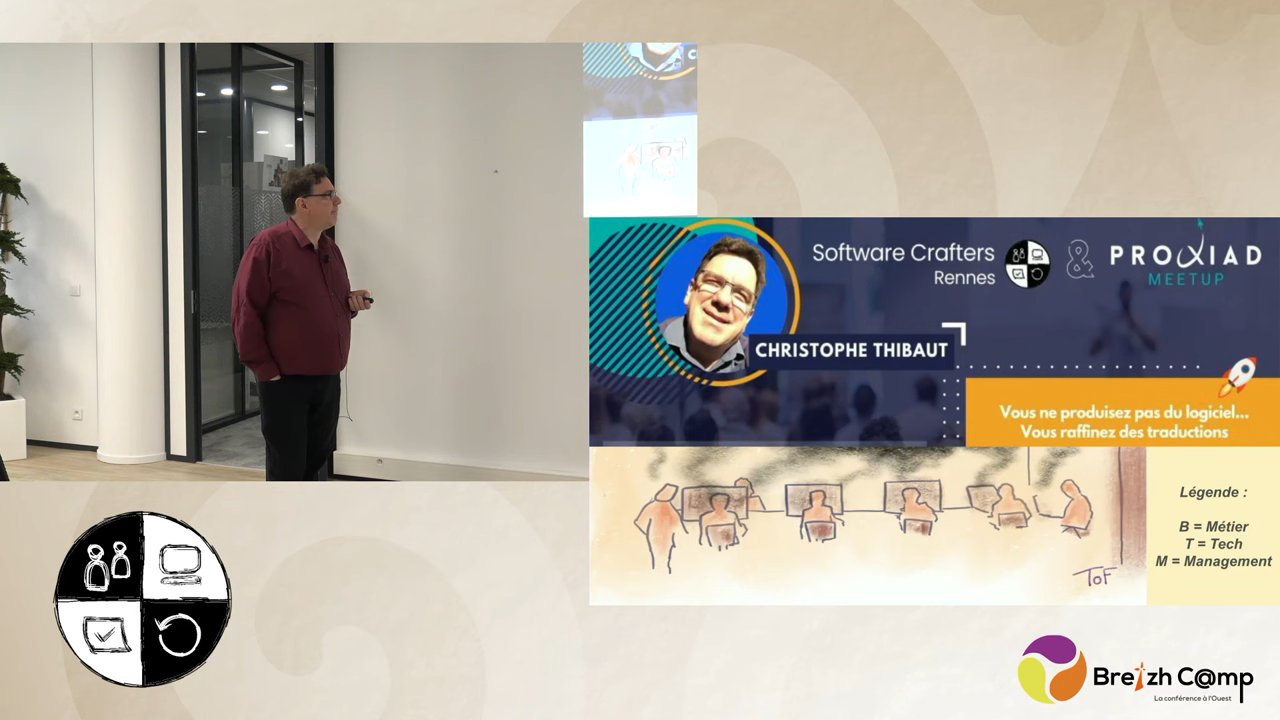 Software Crafters
Rennes
&
PROXIAD
MEETUP
CHRISTOPHE THIBAUT
Vous ne produisez pas du logiciel...
Vous raffinez des traductions
Légende :
B = Métier
T = Tech
M = Management
ToF
Breizh C@mp
La conférence à l'Ouest